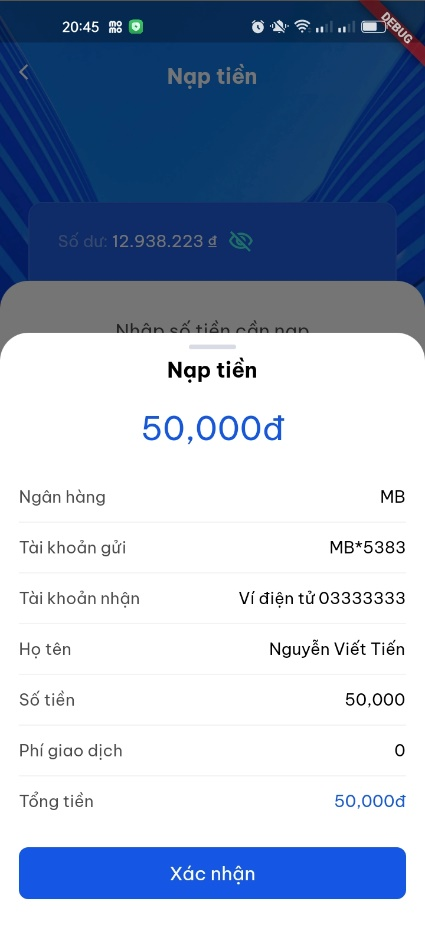 20:45
DEBUG
Nạp tiền
Số dư: 12.938.223 đ
Nhập số tiền cần nạp
Nạp tiền
50,000đ
Ngân hàng MB
Tài khoản gửi MB*5383
Tài khoản nhận Ví điện tử 03333333
Họ tên Nguyễn Viết Tiến
Số tiền 50,000
Phí giao dịch 0
Tổng tiền 50,000đ
Xác nhận